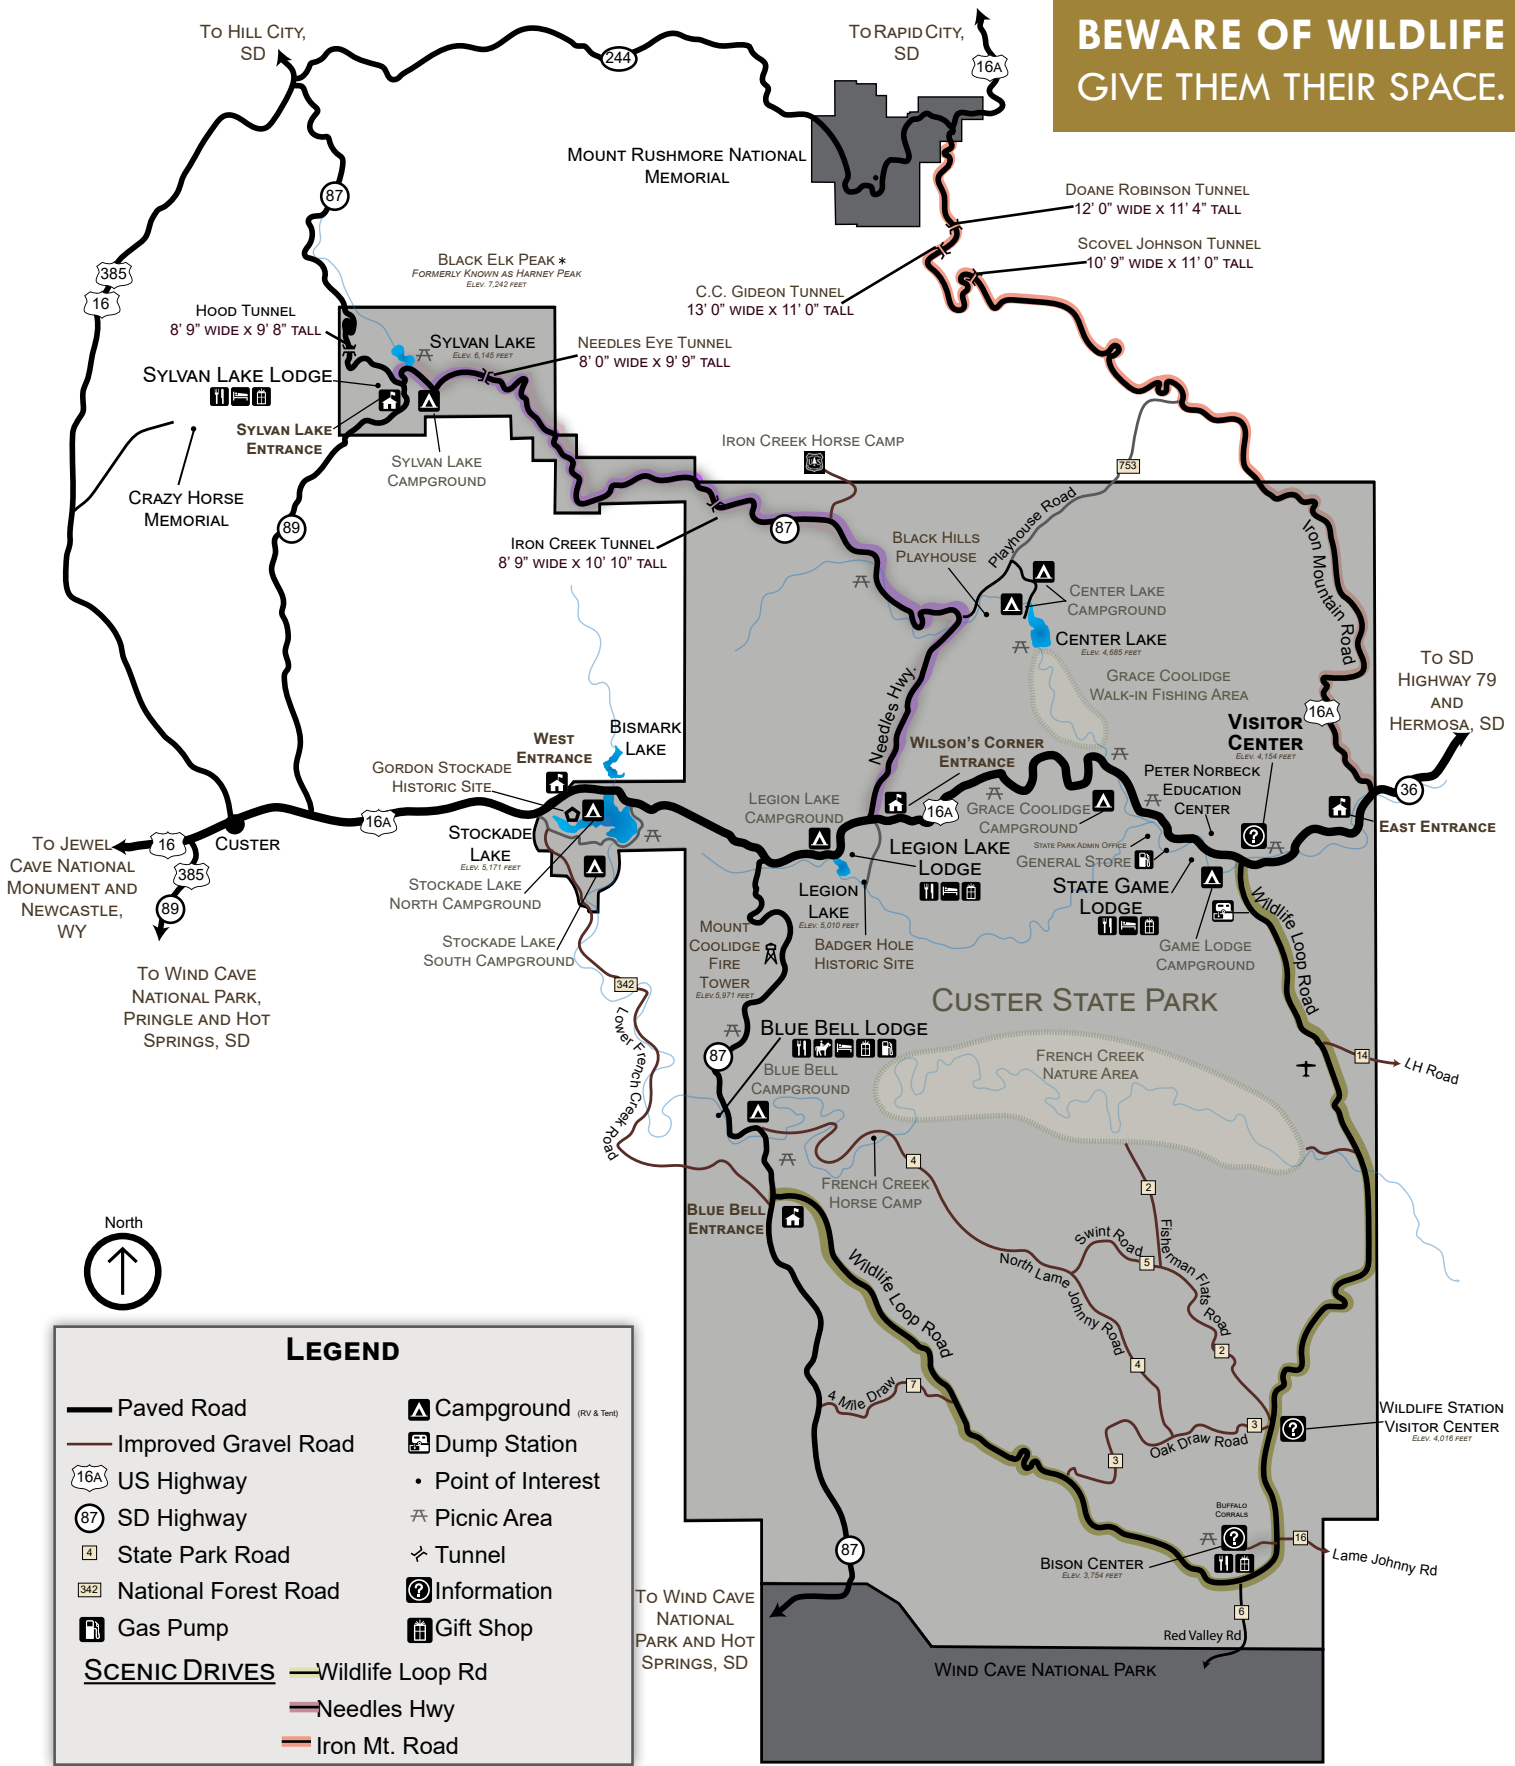 BEWARE OF WILDLIFE
GIVE THEM THEIR SPACE.
To Hill City,
SD
244
To Rapid City,
SD
16A
Mount Rushmore National
Memorial
87
Doane Robinson Tunnel
12' 0" wide x 11' 4" tall
Scovel Johnson Tunnel
10' 9" wide x 11' 0" tall
C.C. Gideon Tunnel
13' 0" wide x 11' 0" tall
385
16
Black Elk Peak *
Formerly Known as Harney Peak
Elev. 7,242 feet
Hood Tunnel
8' 9" wide x 9' 8" tall
Sylvan Lake
Elev. 6,145 feet
Needles Eye Tunnel
8' 0" wide x 9' 9" tall
Sylvan Lake Lodge
Sylvan Lake
Entrance
Sylvan Lake
Campground
Crazy Horse
Memorial
89
Iron Creek Horse Camp
753
Iron Creek Tunnel
8' 9" wide x 10' 10" tall
87
Black Hills
Playhouse
Playhouse Road
Iron Mountain Road
Center Lake
Campground
Center Lake
Elev. 4,685 feet
Grace Coolidge
Walk-in Fishing Area
Needles Hwy.
To SD
Highway 79
and
Hermosa, SD
16A
36
Visitor
Center
Elev. 4,154 feet
Bismark
Lake
West
Entrance
Gordon Stockade
Historic Site
Wilson's Corner
Entrance
Peter Norbeck
Education
Center
Legion Lake
Campground
16A
Grace Coolidge
Campground
East Entrance
16A
Custer
To Jewel
Cave National
Monument and
Newcastle,
WY
16
385
89
Stockade
Lake
Elev. 5,171 feet
Stockade Lake
North Campground
Stockade Lake
South Campground
Legion Lake
Lodge
State Park Admin Office
General Store
State Game
Lodge
Legion
Lake
Elev. 5,010 feet
Badger Hole
Historic Site
Game Lodge
Campground
Mount
Coolidge
Fire
Tower
Elev. 5,971 feet
To Wind Cave
National Park,
Pringle and Hot
Springs, SD
342
Lower French Creek Road
Custer State Park
Wildlife Loop Road
Blue Bell Lodge
87
Blue Bell
Campground
French Creek
Nature Area
14
LH Road
4
French Creek
Horse Camp
2
Blue Bell
Entrance
North
Wildlife Loop Road
Swint Road
5
Fisherman Flats Road
North Lame Johnny Road
4
2
4 Mile Draw
7
3
Oak Draw Road
3
Wildlife Station
Visitor Center
Elev. 4,016 feet
Buffalo
Corrals
16
Lame Johnny Rd
Bison Center
Elev. 3,754 feet
87
6
Red Valley Rd
To Wind Cave
National
Park and Hot
Springs, SD
Wind Cave National Park
Legend
Paved Road
Improved Gravel Road
16A US Highway
87 SD Highway
4 State Park Road
342 National Forest Road
Gas Pump
Campground (RV & Tent)
Dump Station
Point of Interest
Picnic Area
Tunnel
Information
Gift Shop
Scenic Drives
Wildlife Loop Rd
Needles Hwy
Iron Mt. Road